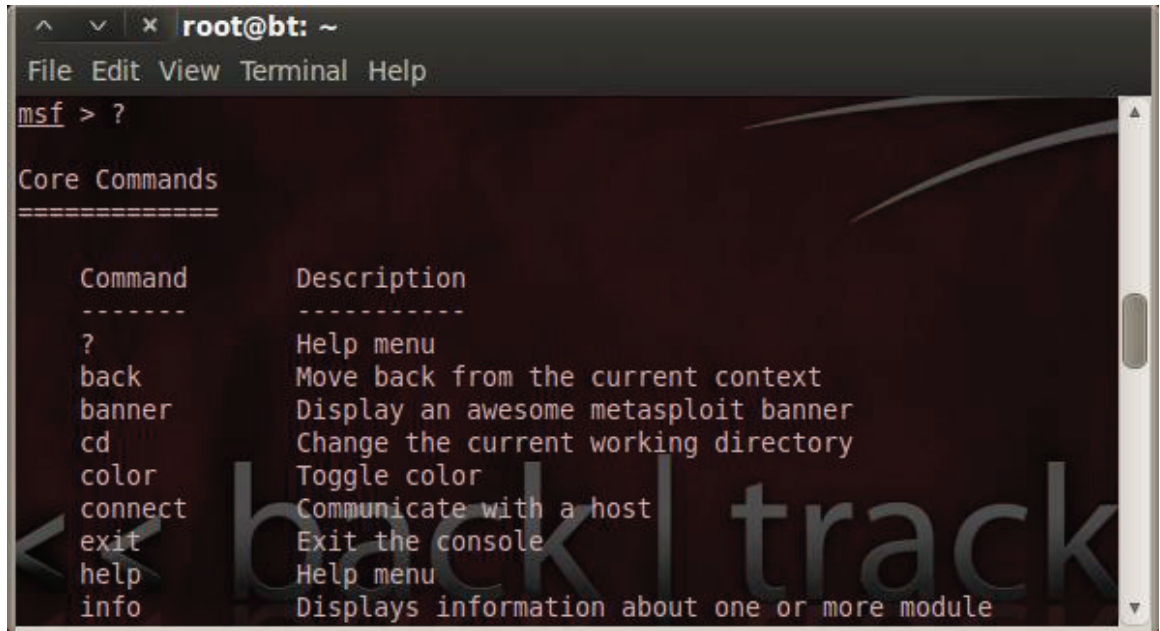 root@bt: ~
File Edit View Terminal Help
msf > ?
Core Commands
=============
Command Description
------- -----------
? Help menu
back Move back from the current context
banner Display an awesome metasploit banner
cd Change the current working directory
color Toggle color
connect Communicate with a host
exit Exit the console
help Help menu
info Displays information about one or more module
<< back | track